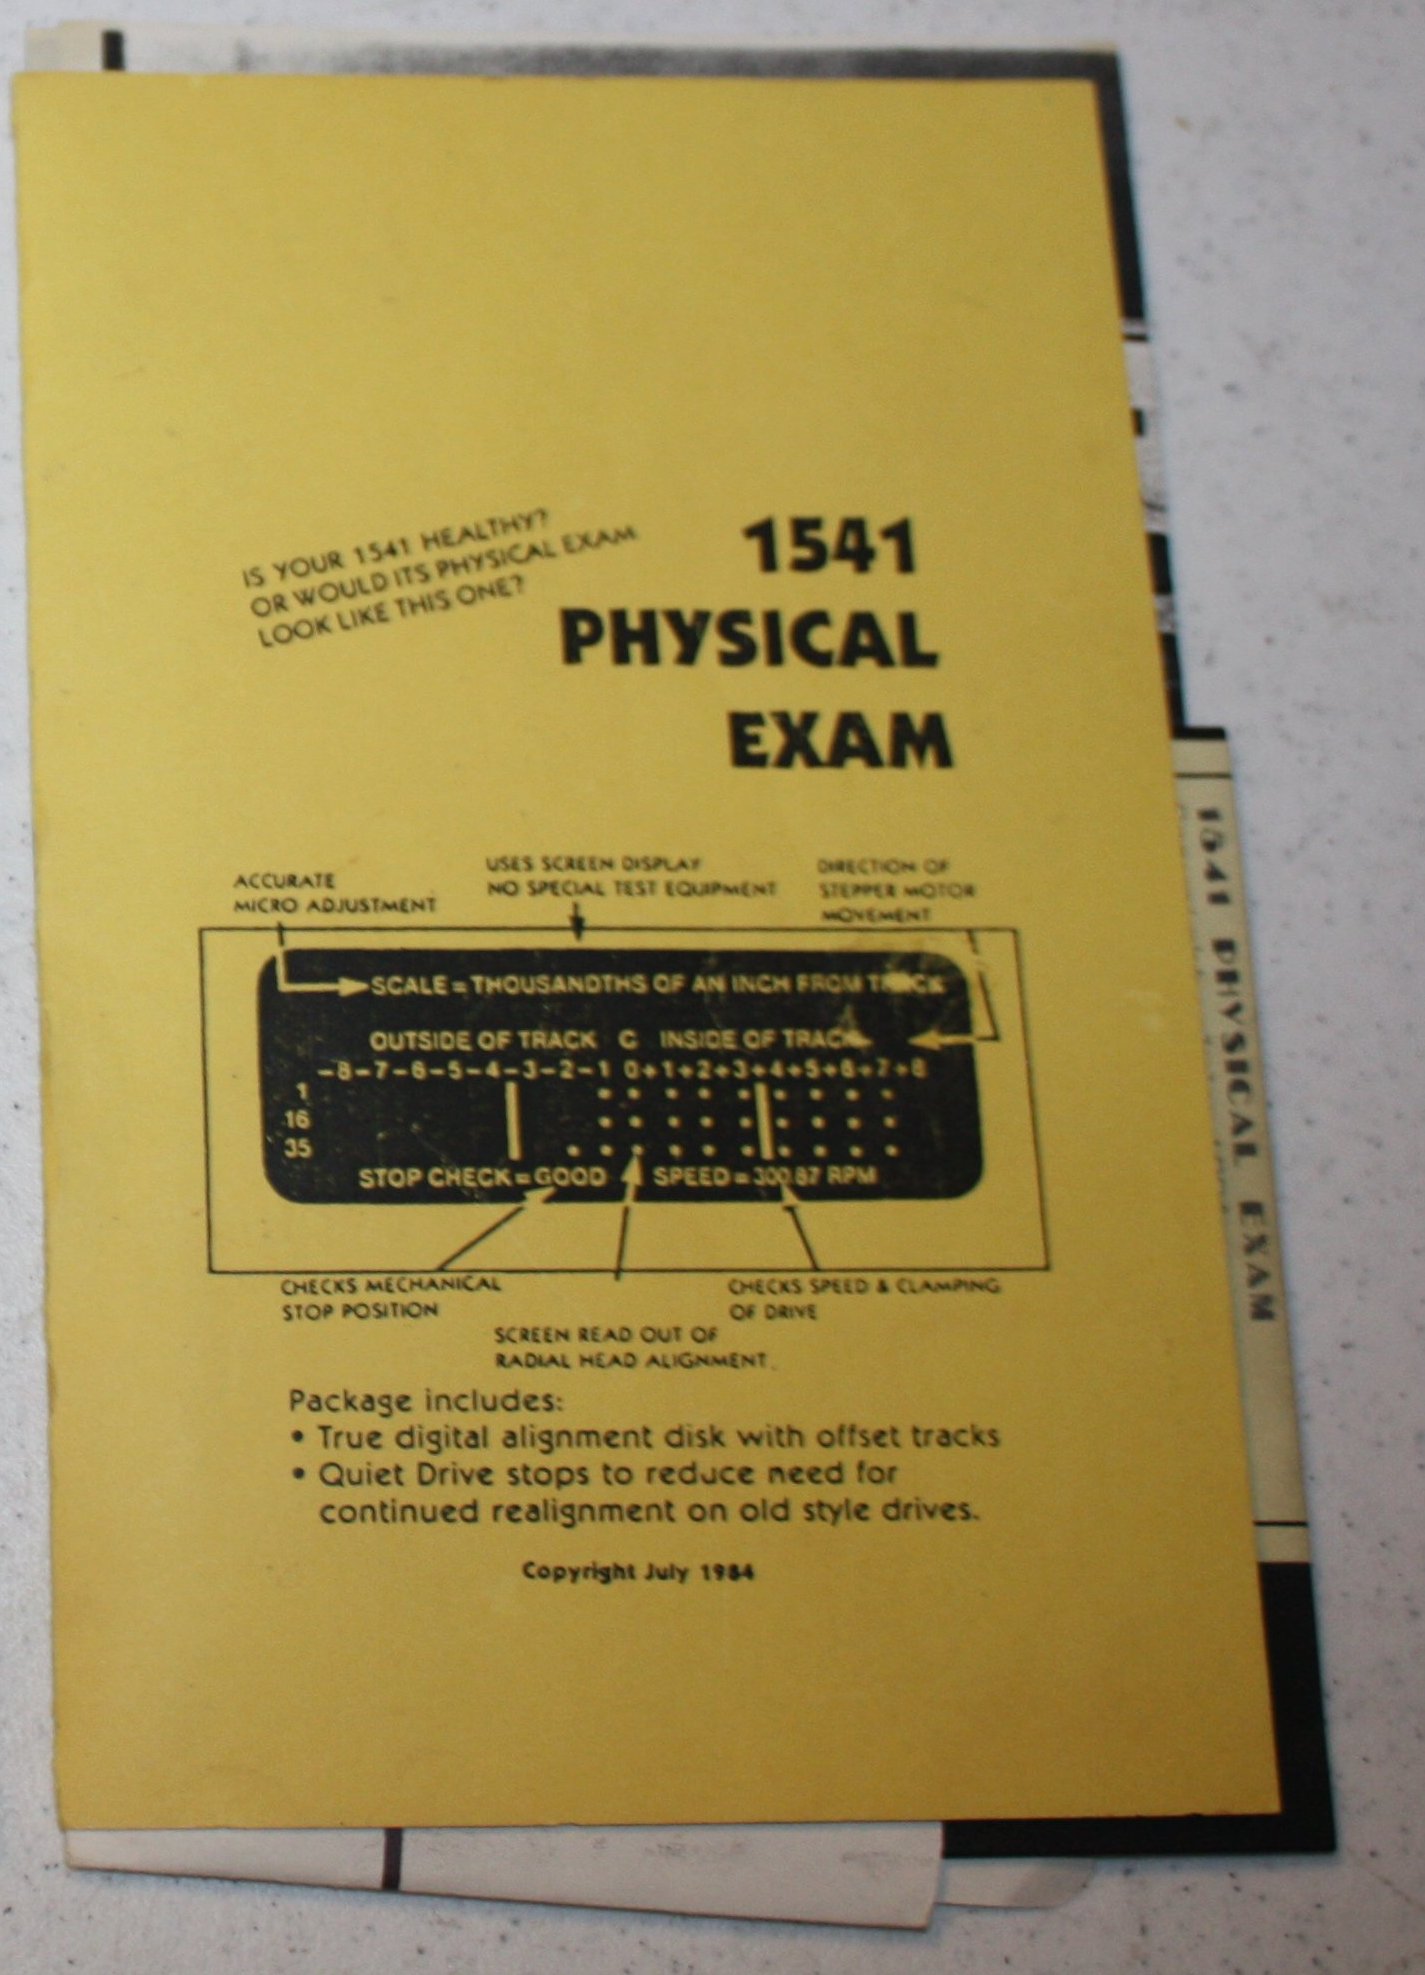 IS YOUR 1541 HEALTHY?
OR WOULD ITS PHYSICAL EXAM
LOOK LIKE THIS ONE?
1541
PHYSICAL
EXAM
ACCURATE
MICRO ADJUSTMENT
USES SCREEN DISPLAY
NO SPECIAL TEST EQUIPMENT
DIRECTION OF
STEPPER MOTOR
MOVEMENT
SCALE = THOUSANDTHS OF AN INCH FROM TRACK
OUTSIDE OF TRACK C INSIDE OF TRACK
-8-7-6-5-4-3-2-1 0+1+2+3+4+5+6+7+8
1
16
35
STOP CHECK = GOOD SPEED = 300.87 RPM
CHECKS MECHANICAL
STOP POSITION
SCREEN READ OUT OF
RADIAL HEAD ALIGNMENT.
CHECKS SPEED & CLAMPING
OF DRIVE
Package includes:
• True digital alignment disk with offset tracks
• Quiet Drive stops to reduce need for
continued realignment on old style drives.
Copyright July 1984
1541 PHYSICAL EXAM